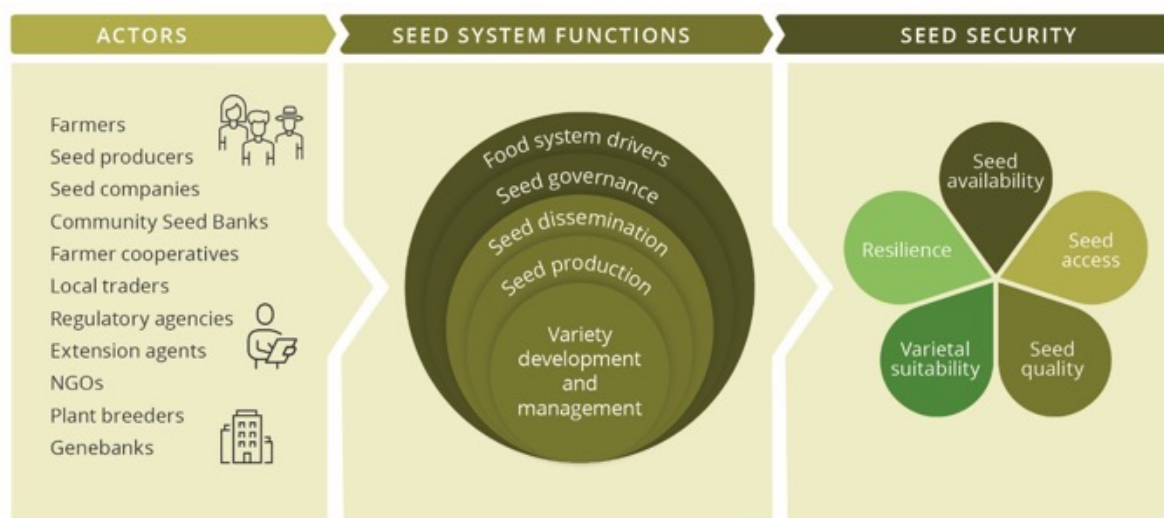 ACTORS
SEED SYSTEM FUNCTIONS
SEED SECURITY
Farmers
Seed producers
Seed companies
Community Seed Banks
Farmer cooperatives
Local traders
Regulatory agencies
Extension agents
NGOs
Plant breeders
Genebanks
Food system drivers
Seed governance
Seed dissemination
Seed production
Variety
development
and
management
Seed
availability
Seed
access
Seed
quality
Varietal
suitability
Resilience